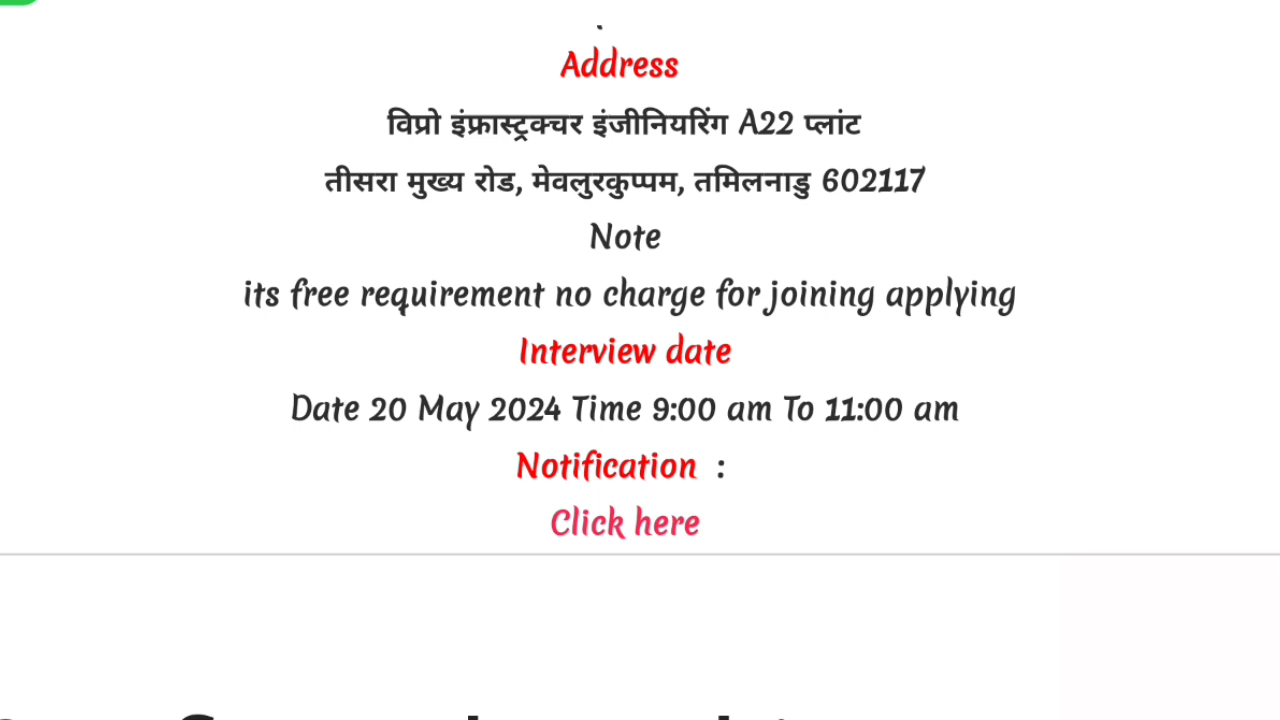 Address
विप्रो इंफ्रास्ट्रक्चर इंजीनियरिंग A22 प्लांट
तीसरा मुख्य रोड, मेवलुरकुप्पम, तमिलनाडु 602117
Note
its free requirement no charge for joining applying
Interview date
Date 20 May 2024 Time 9:00 am To 11:00 am
Notification :
Click here